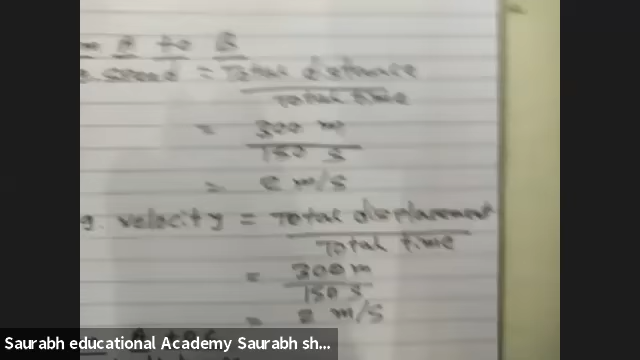 A to B
speed = Total distance
Total time
= 300 m
150 s
= 2 m/s
g. velocity = Total displacement
Total time
= 300 m
150 s
= 2 m/s
Saurabh educational Academy Saurabh sh...